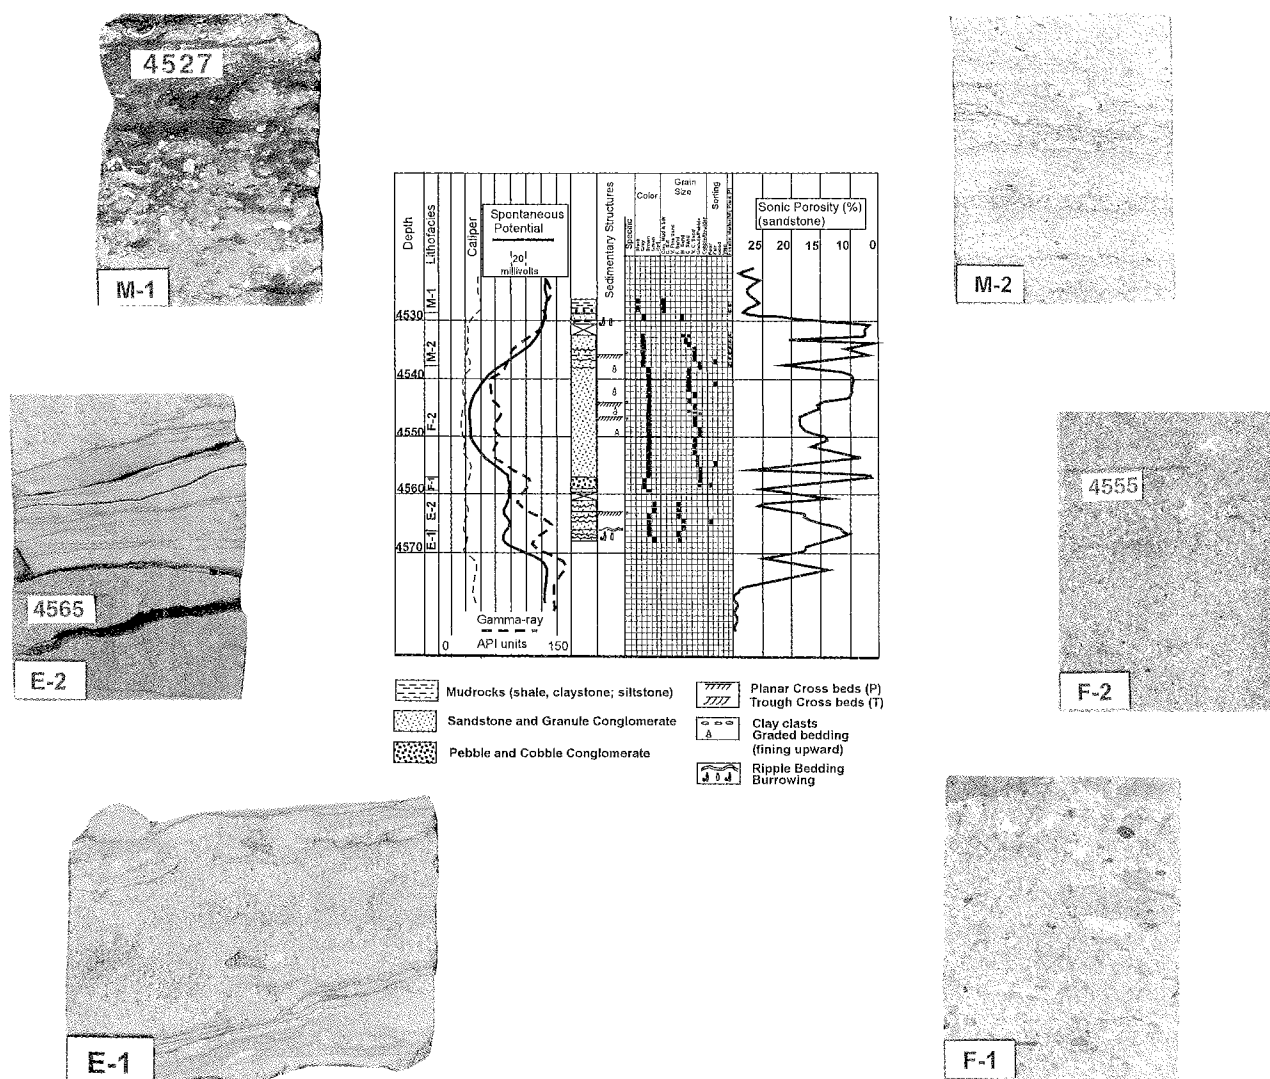 4527
M-1
M-2
Depth
Lithofacies
Caliper
Spontaneous
Potential
20
millivolts
Sedimentary Structures
Specific
Color
Grain
Size
Sorting
Sonic Porosity (%)
(sandstone)
25 20 15 10 0
M-1
4530
M-2
4540
F-2
4550
F-1
4560
E-2
E-1
4570
Gamma-ray
0 API units 150
4565
E-2
4555
F-2
Mudrocks (shale, claystone; siltstone)
Sandstone and Granule Conglomerate
Pebble and Cobble Conglomerate
Planar Cross beds (P)
Trough Cross beds (T)
Clay clasts
Graded bedding
(fining upward)
Ripple Bedding
Burrowing
E-1
F-1